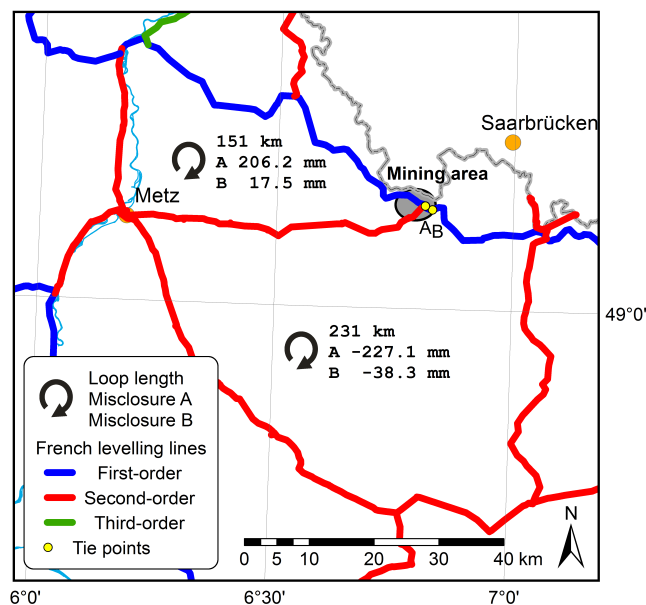 Saarbrücken
151 km
A 206.2 mm
B 17.5 mm
Mining area
Metz
A
B
49°0'
231 km
A -227.1 mm
B -38.3 mm
Loop length
Misclosure A
Misclosure B
French levelling lines
First-order
Second-order
Third-order
Tie points
N
0 5 10 20 30 40 km
6°0' 6°30' 7°0'